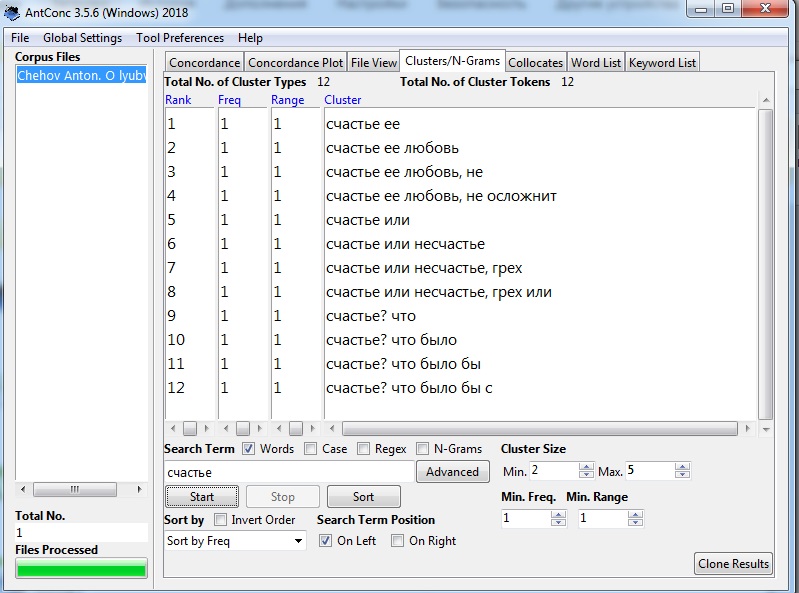 AntConc 3.5.6 (Windows) 2018
File Global Settings Tool Preferences Help
Corpus Files
Chehov Anton. O lyubv
Concordance Concordance Plot File View Clusters/N-Grams Collocates Word List Keyword List
Total No. of Cluster Types 12 Total No. of Cluster Tokens 12
Rank Freq Range Cluster
1 1 1 счастье ее
2 1 1 счастье ее любовь
3 1 1 счастье ее любовь, не
4 1 1 счастье ее любовь, не осложнит
5 1 1 счастье или
6 1 1 счастье или несчастье
7 1 1 счастье или несчастье, грех
8 1 1 счастье или несчастье, грех или
9 1 1 счастье? что
10 1 1 счастье? что было
11 1 1 счастье? что было бы
12 1 1 счастье? что было бы с
Search Term Words Case Regex N-Grams Cluster Size
счастье Advanced Min. 2 Max. 5
Start Stop Sort Min. Freq. Min. Range
Total No.
1
Sort by Invert Order Search Term Position 1 1
Files Processed
Sort by Freq On Left On Right
Clone Results